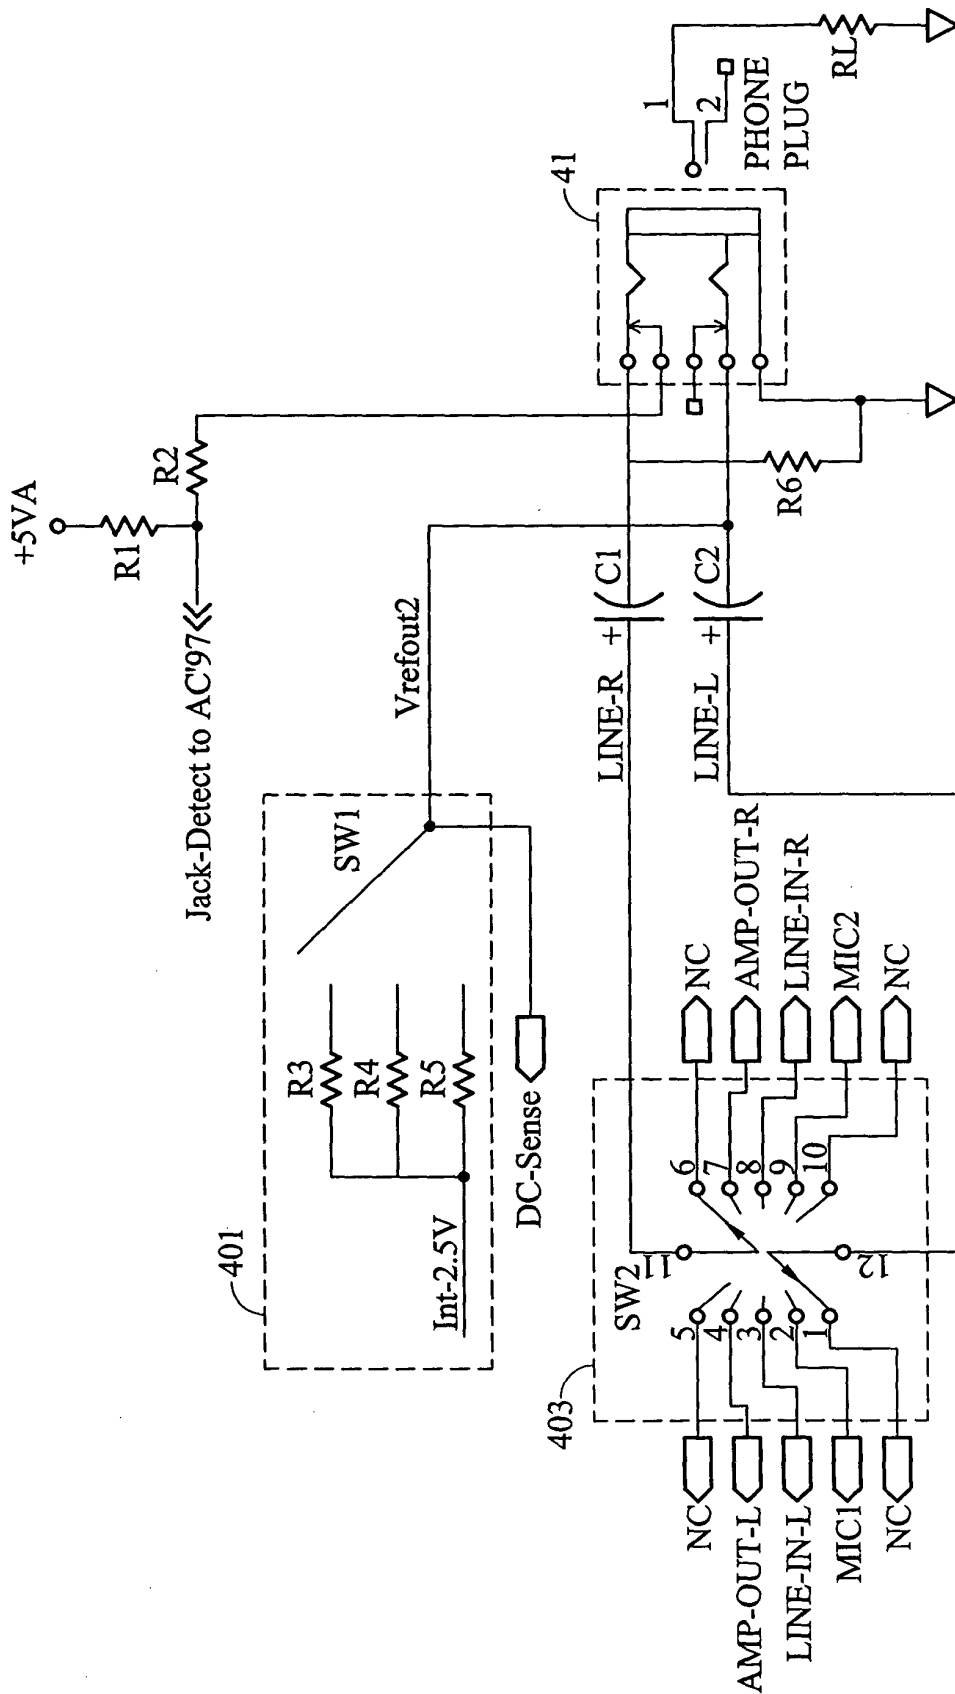 +5VA
R1
R2
Jack-Detect to AC'97
401
SW1
R3
R4
R5
Int-2.5V
DC-Sense
Vrefout2
41
1
2
PHONE
PLUG
RL
LINE-R
+
C1
LINE-L
+
C2
R6
403
SW2
11
12
5
4
3
2
1
6
7
8
9
10
NC
AMP-OUT-L
LINE-IN-L
MIC1
NC
NC
AMP-OUT-R
LINE-IN-R
MIC2
NC